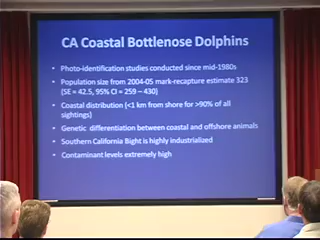 CA Coastal Bottlenose Dolphins
• Photo-identification studies conducted since mid-1980s
• Population size from 2004-05 mark-recapture estimate 323
(SE = 42.5, 95% CI = 259 – 430)
• Coastal distribution (<1 km from shore for >90% of all
sightings)
• Genetic differentiation between coastal and offshore animals
• Southern California Bight is highly industrialized
• Contaminant levels extremely high